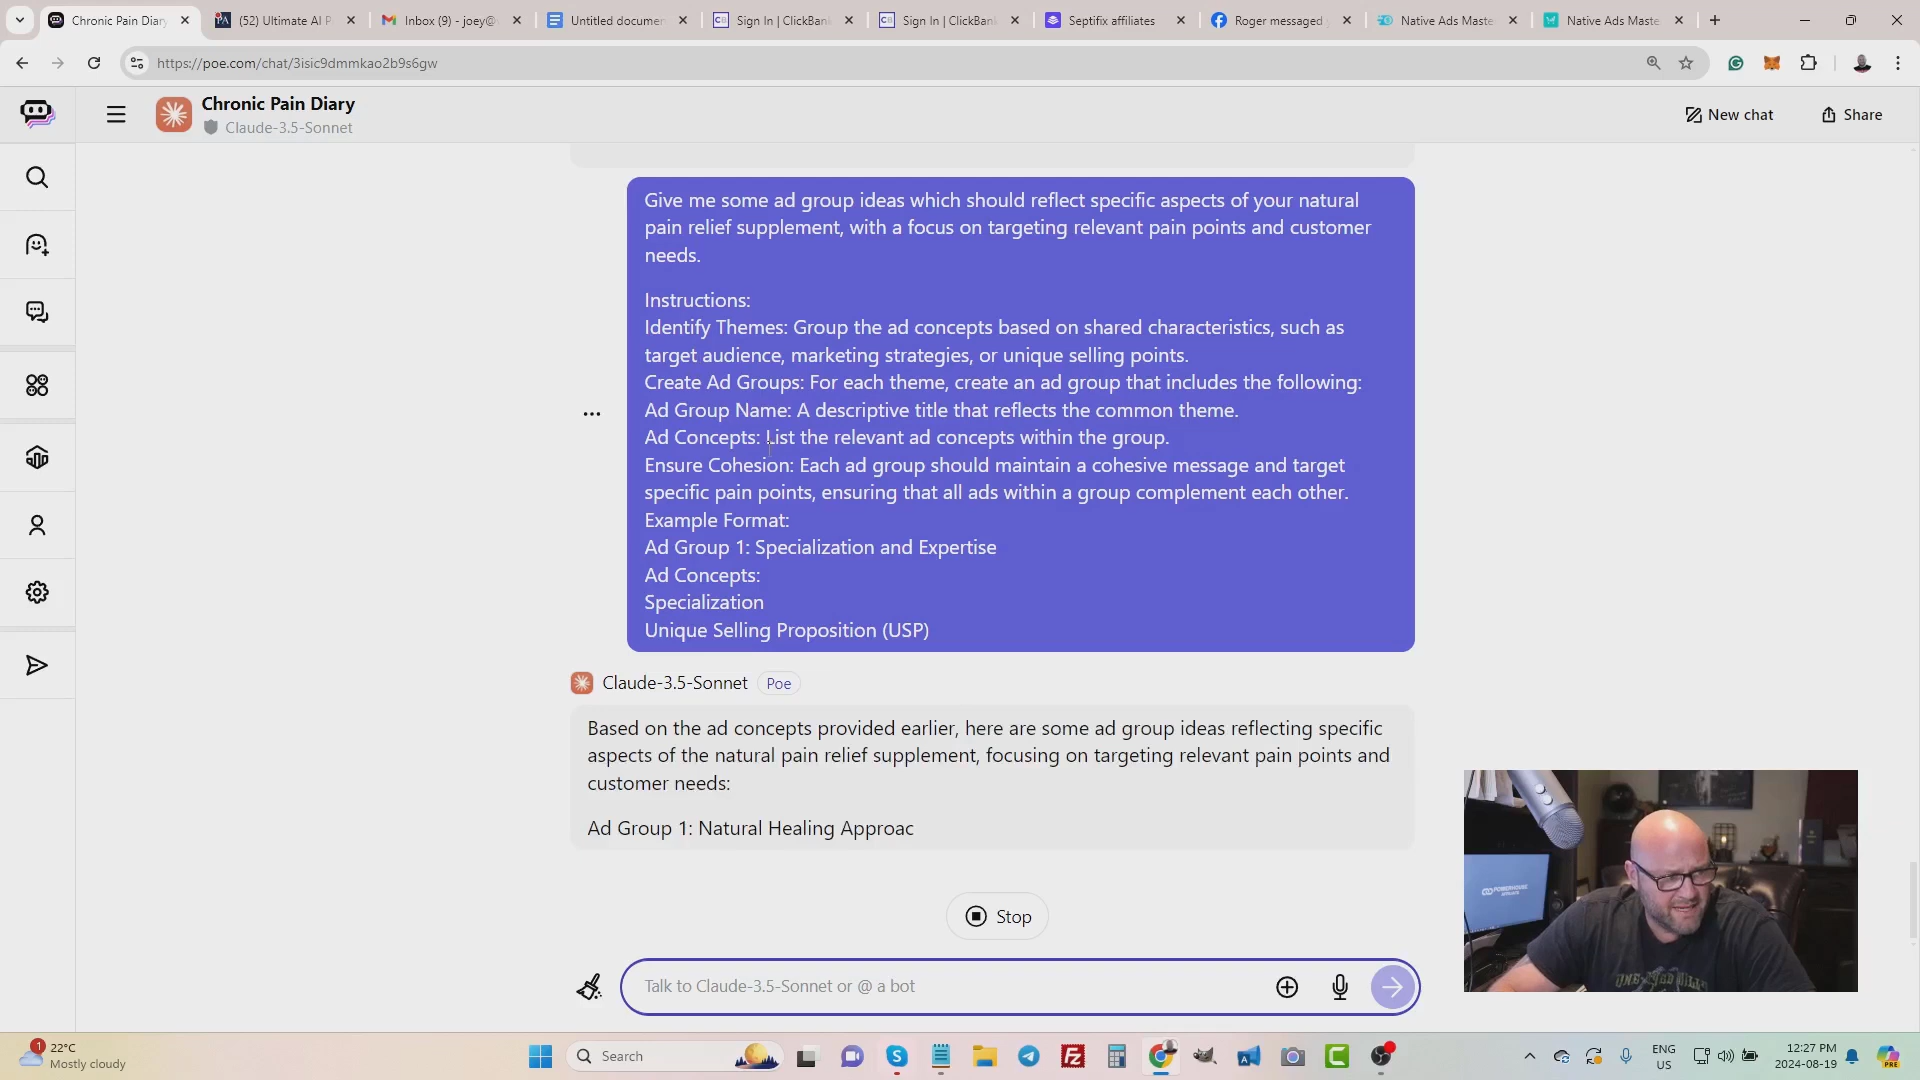 Chronic Pain Diary
(52) Ultimate AI P
Inbox (9) - joey@
Untitled documen
Sign In | ClickBank
Sign In | ClickBank
Septifix affiliates
Roger messaged
Native Ads Maste
Native Ads Maste
https://poe.com/chat/3isic9dmmkao2b9s6gw
Chronic Pain Diary
Claude-3.5-Sonnet
New chat
Share
Give me some ad group ideas which should reflect specific aspects of your natural
pain relief supplement, with a focus on targeting relevant pain points and customer
needs.
Instructions:
Identify Themes: Group the ad concepts based on shared characteristics, such as
target audience, marketing strategies, or unique selling points.
Create Ad Groups: For each theme, create an ad group that includes the following:
Ad Group Name: A descriptive title that reflects the common theme.
Ad Concepts: List the relevant ad concepts within the group.
Ensure Cohesion: Each ad group should maintain a cohesive message and target
specific pain points, ensuring that all ads within a group complement each other.
Example Format:
Ad Group 1: Specialization and Expertise
Ad Concepts:
Specialization
Unique Selling Proposition (USP)
Claude-3.5-Sonnet
Poe
Based on the ad concepts provided earlier, here are some ad group ideas reflecting specific
aspects of the natural pain relief supplement, focusing on targeting relevant pain points and
customer needs:
Ad Group 1: Natural Healing Approac
Stop
Talk to Claude-3.5-Sonnet or @ a bot
POWERHOUSE
AFFILIATE
1
22°C
Mostly cloudy
Search
ENG
US
12:27 PM
2024-08-19
PRE